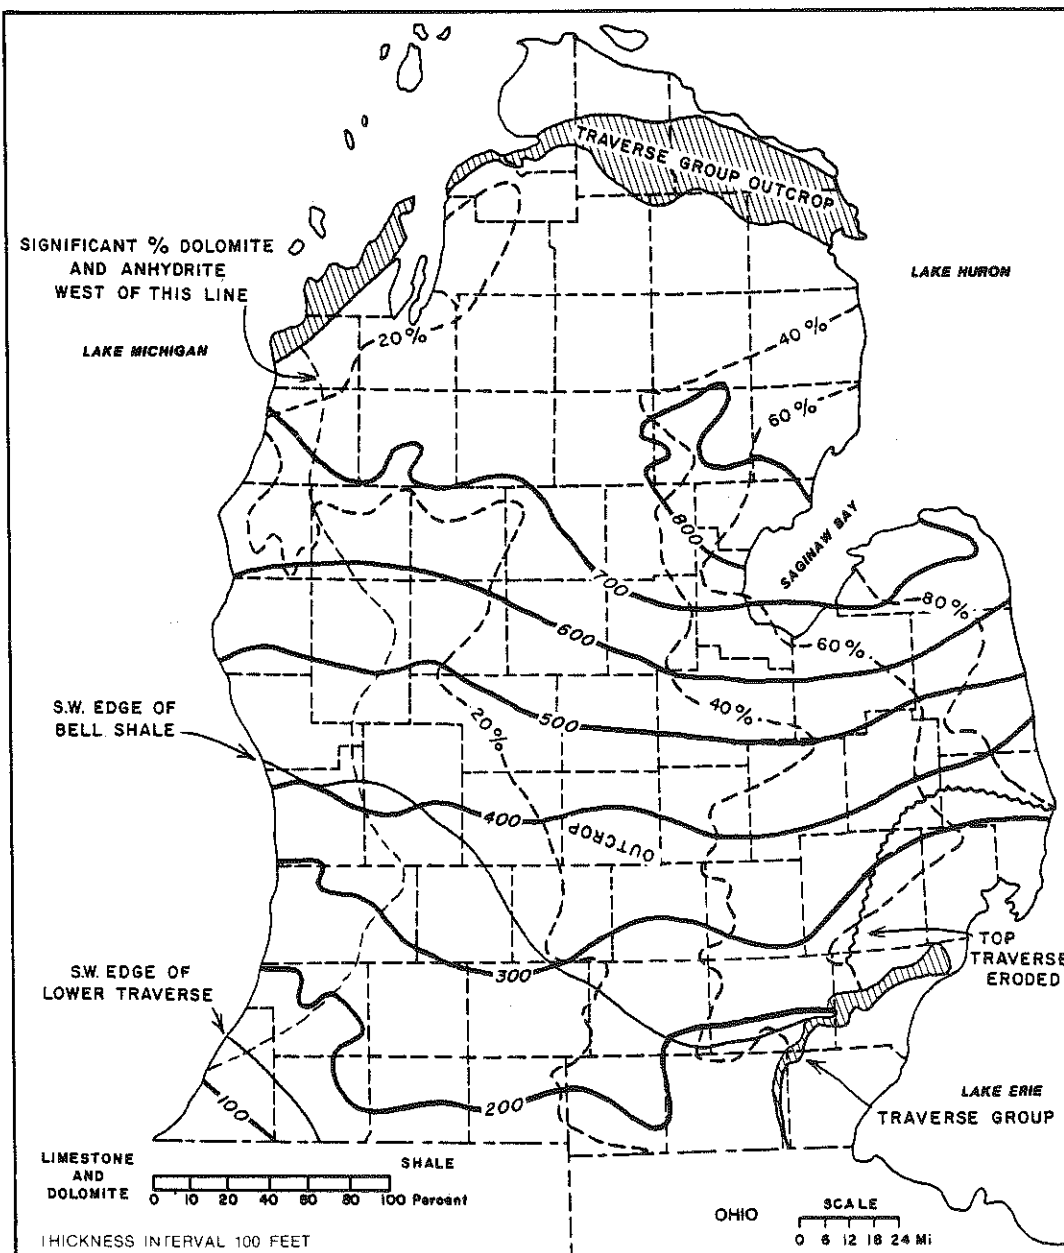 TRAVERSE GROUP OUTCROP
SIGNIFICANT % DOLOMITE
AND ANHYDRITE
WEST OF THIS LINE
LAKE HURON
LAKE MICHIGAN
20%
40%
60%
800
SAGINAW BAY
700
80%
600
60%
S.W. EDGE OF
BELL SHALE
500
20%
40%
400
OUTCROP
TOP
TRAVERSE
ERODED
S.W. EDGE OF
LOWER TRAVERSE
300
200
100
LAKE ERIE
TRAVERSE GROUP
LIMESTONE
AND
DOLOMITE
SHALE
0 10 20 40 60 80 100 Percent
OHIO
SCALE
0 6 12 18 24 Mi
THICKNESS INTERVAL 100 FEET